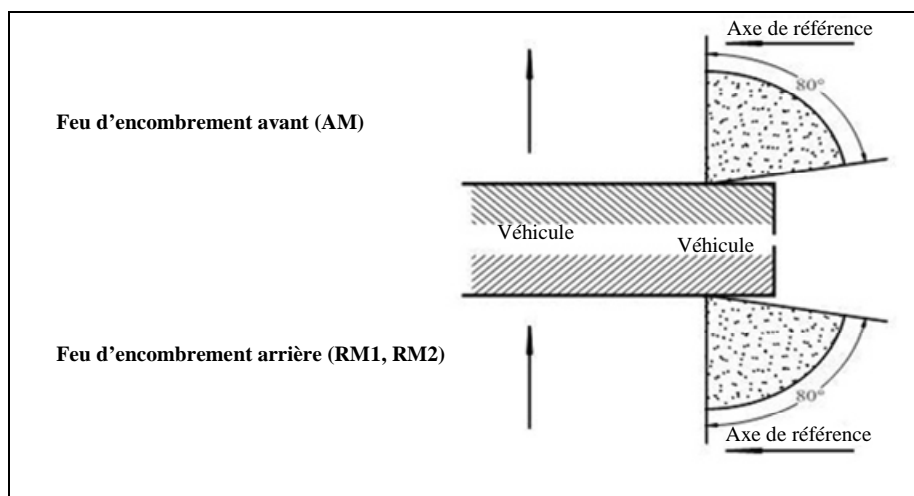 Axe de référence
80°
Feu d'encombrement avant (AM)
Véhicule
Véhicule
Feu d'encombrement arrière (RM1, RM2)
80°
Axe de référence